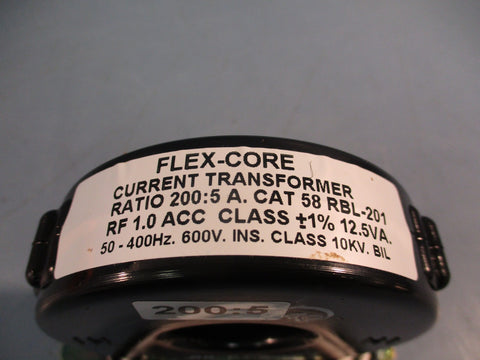 FLEX-CORE
CURRENT TRANSFORMER
RATIO 200:5 A. CAT 58 RBL-201
RF 1.0 ACC CLASS ±1% 12.5VA.
50 - 400Hz. 600V. INS. CLASS 10KV. BIL
200:5